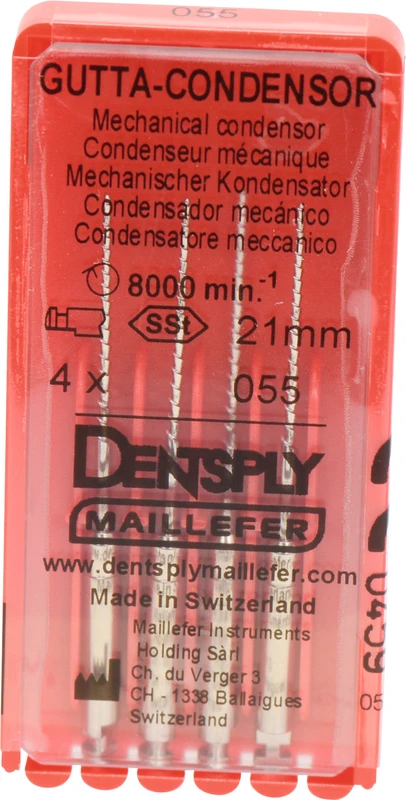 055
GUTTA-CONDENSOR
Mechanical condensor
Condenseur mécanique
Mechanischer Kondensator
Condensador mecánico
Condensatore meccanico
8000 min.-1
SSt 21mm
4 x 055
DENTSPLY
MAILLEFER
www.dentsplymaillefer.com
Made in Switzerland
Maillefer Instruments
Holding Sàrl
Ch. du Verger 3
CH - 1338 Ballaigues
Switzerland
0459
05